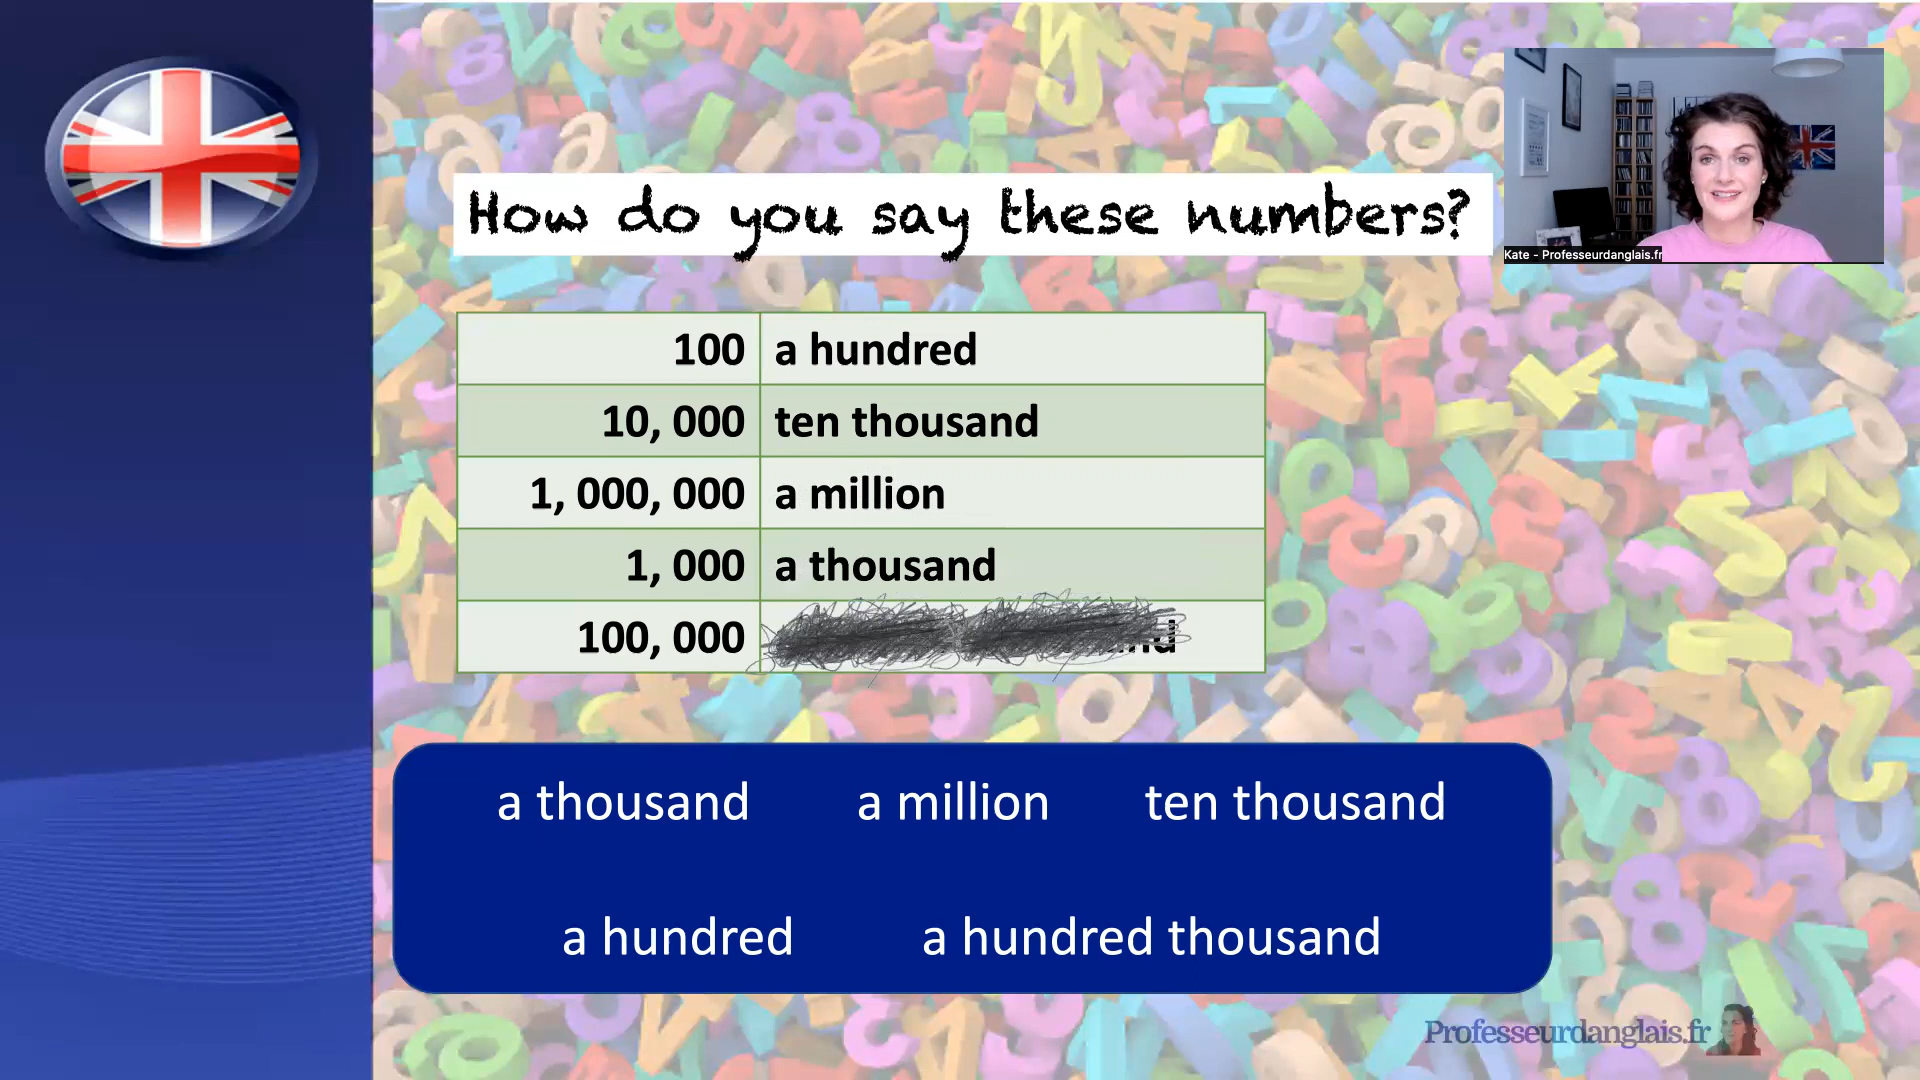 How do you say these numbers?
Kate - Professeurdanglais.fr
100 a hundred
10, 000 ten thousand
1, 000, 000 a million
1, 000 a thousand
100, 000
a thousand a million ten thousand
a hundred a hundred thousand
Professeurdanglais.fr